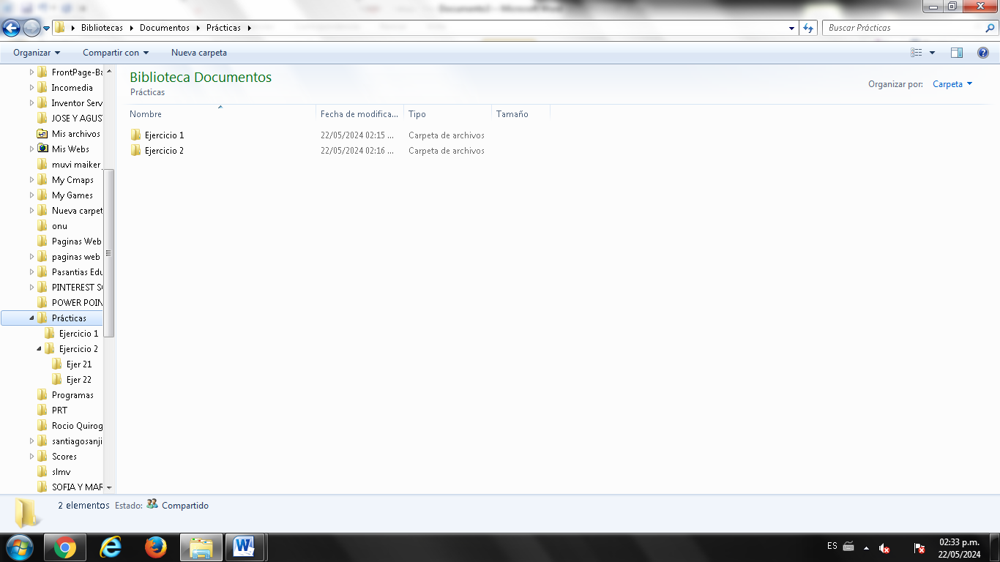 Bibliotecas Documentos Prácticas
Buscar Prácticas
Organizar Compartir con Nueva carpeta
Biblioteca Documentos
Prácticas
Organizar por: Carpeta
Nombre Fecha de modifica... Tipo Tamaño
Ejercicio 1 22/05/2024 02:15 ... Carpeta de archivos
Ejercicio 2 22/05/2024 02:16 ... Carpeta de archivos
FrontPage-Ba
Incomedia
Inventor Serv
JOSE Y AGUS
Mis archivos
Mis Webs
muvi maiker
My Cmaps
My Games
Nueva carpet
onu
Paginas Web
paginas web
Pasantias Edu
PINTEREST S
POWER POIN
Prácticas
Ejercicio 1
Ejercicio 2
Ejer 21
Ejer 22
Programas
PRT
Rocio Quirog
santiagosanji
Scores
slmv
SOFIA Y MAR
2 elementos Estado: Compartido
ES
02:33 p.m.
22/05/2024